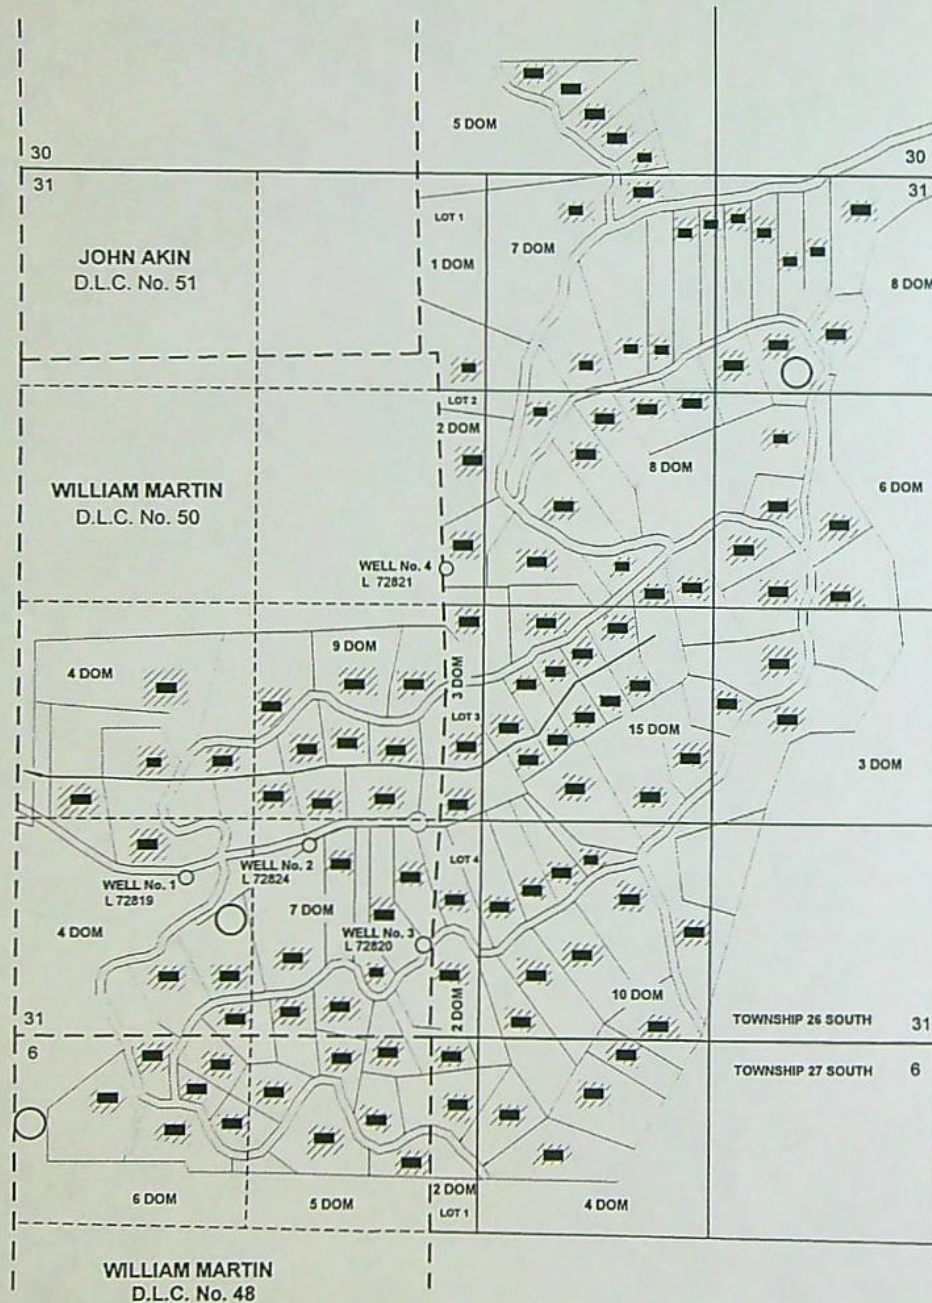 5 DOM
30
30
31
31
LOT 1
JOHN AKIN
D.L.C. No. 51
7 DOM
1 DOM
8 DOM
LOT 2
2 DOM
8 DOM
WILLIAM MARTIN
D.L.C. No. 50
6 DOM
WELL No. 4
L 72821
9 DOM
4 DOM
3 DOM
LOT 3
15 DOM
3 DOM
WELL No. 2
L 72824
LOT 4
WELL No. 1
L 72819
7 DOM
4 DOM
WELL No. 3
L 72820
10 DOM
2 DOM
31
TOWNSHIP 26 SOUTH
31
6
TOWNSHIP 27 SOUTH
6
2 DOM
6 DOM
5 DOM
4 DOM
LOT 1
WILLIAM MARTIN
D.L.C. No. 48